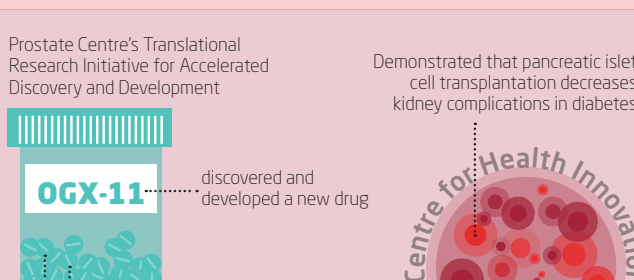 Prostate Centre's Translational
Research Initiative for Accelerated
Discovery and Development
OGX-11
discovered and
developed a new drug
Demonstrated that pancreatic islet
cell transplantation decreases
kidney complications in diabetes
Centre for Health Innovatio